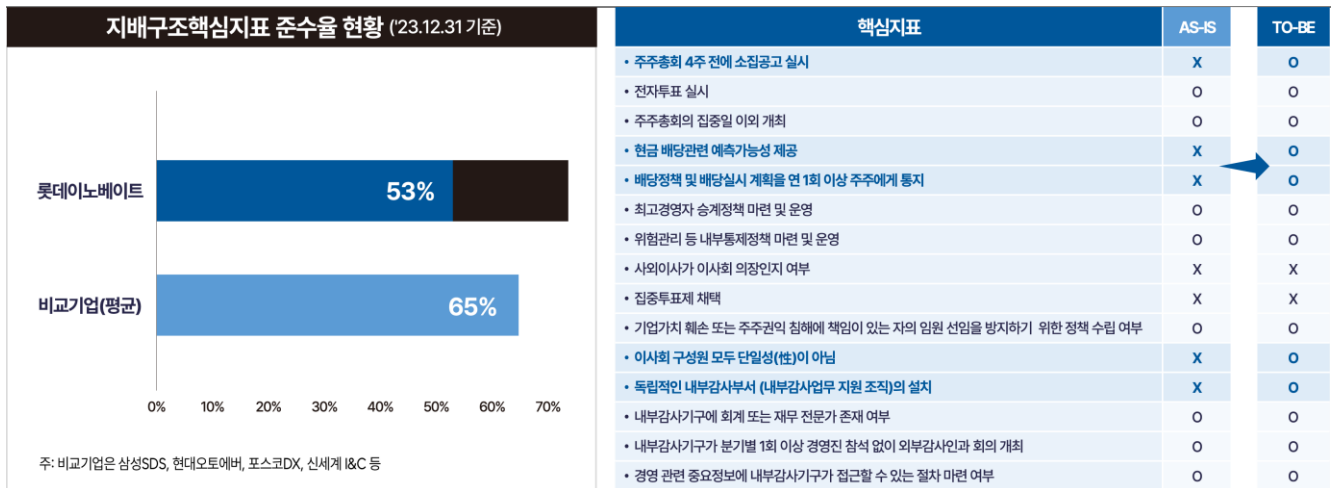 지배구조핵심지표 준수율 현황 ('23.12.31 기준)
롯데이노베이트
53%
비교기업(평균)
65%
0% 10% 20% 30% 40% 50% 60% 70%
주: 비교기업은 삼성SDS, 현대오토에버, 포스코DX, 신세계 I&C 등
핵심지표 AS-IS TO-BE
• 주주총회 4주 전에 소집공고 실시 X O
• 전자투표 실시 O O
• 주주총회의 집중일 이외 개최 O O
• 현금 배당관련 예측가능성 제공 X O
• 배당정책 및 배당실시 계획을 연 1회 이상 주주에게 통지 X O
• 최고경영자 승계정책 마련 및 운영 O O
• 위험관리 등 내부통제정책 마련 및 운영 O O
• 사외이사가 이사회 의장인지 여부 X X
• 집중투표제 채택 X X
• 기업가치 훼손 또는 주주권익 침해에 책임이 있는 자의 임원 선임을 방지하기 위한 정책 수립 여부 O O
• 이사회 구성원 모두 단일성(性)이 아님 X O
• 독립적인 내부감사부서 (내부감사업무 지원 조직)의 설치 X O
• 내부감사기구에 회계 또는 재무 전문가 존재 여부 O O
• 내부감사기구가 분기별 1회 이상 경영진 참석 없이 외부감사인과 회의 개최 O O
• 경영 관련 중요정보에 내부감사기구가 접근할 수 있는 절차 마련 여부 O O